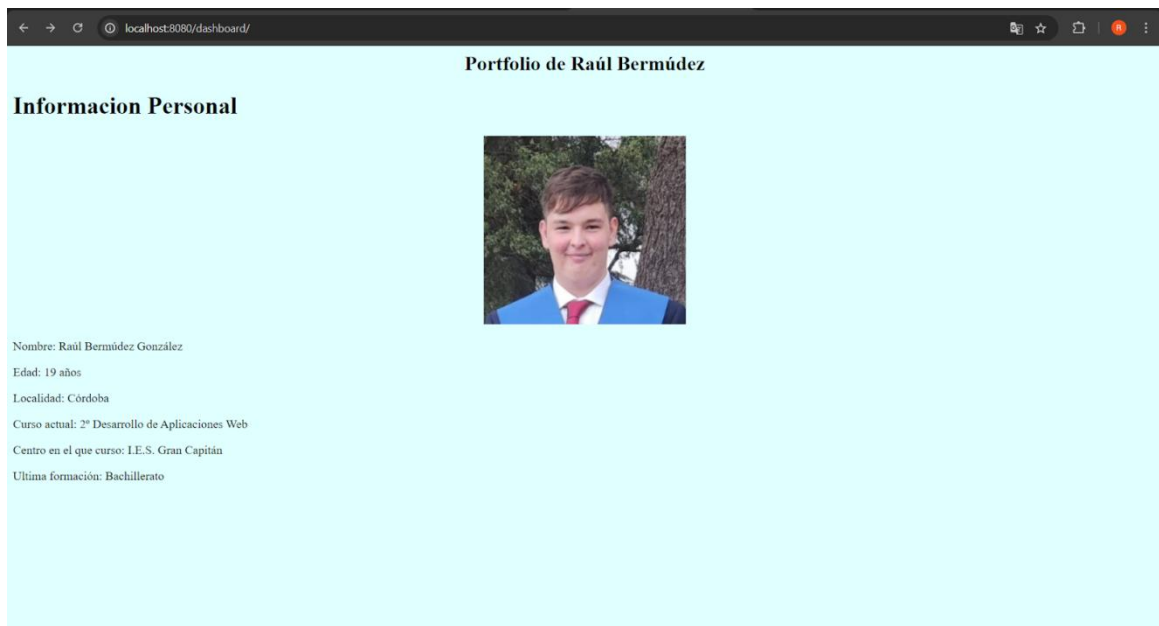 localhost:8080/dashboard/
R
Portfolio de Raúl Bermúdez
Informacion Personal
Nombre: Raúl Bermúdez González
Edad: 19 años
Localidad: Córdoba
Curso actual: 2º Desarrollo de Aplicaciones Web
Centro en el que curso: I.E.S. Gran Capitán
Ultima formación: Bachillerato